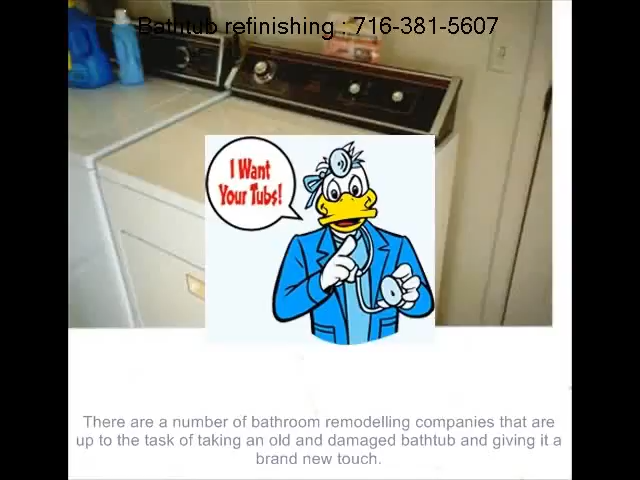 Bathtub refinishing : 716-381-5607
I Want
Your Tubs!
There are a number of bathroom remodelling companies that are
up to the task of taking an old and damaged bathtub and giving it a
brand new touch.